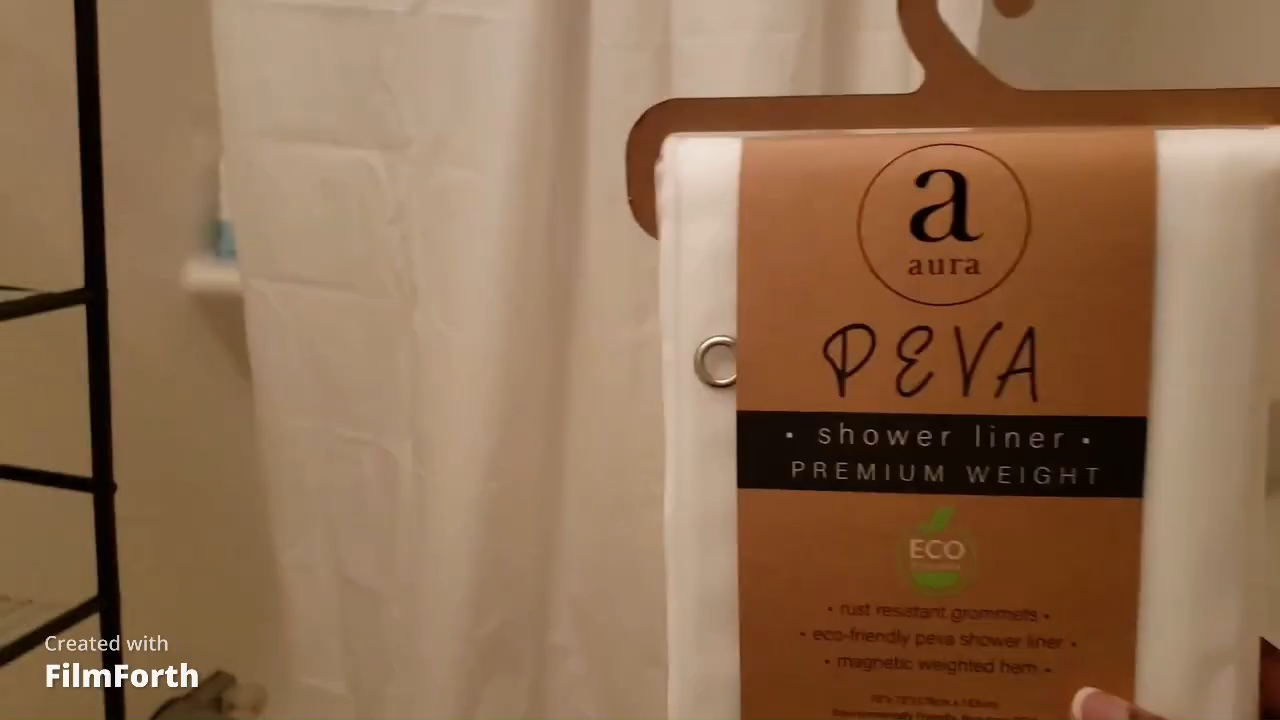 a
aura
PEVA
• shower liner •
PREMIUM WEIGHT
ECO
• rust resistant grommets •
• eco-friendly peva shower liner •
• magnetic weighted hem •
Created with
FilmForth